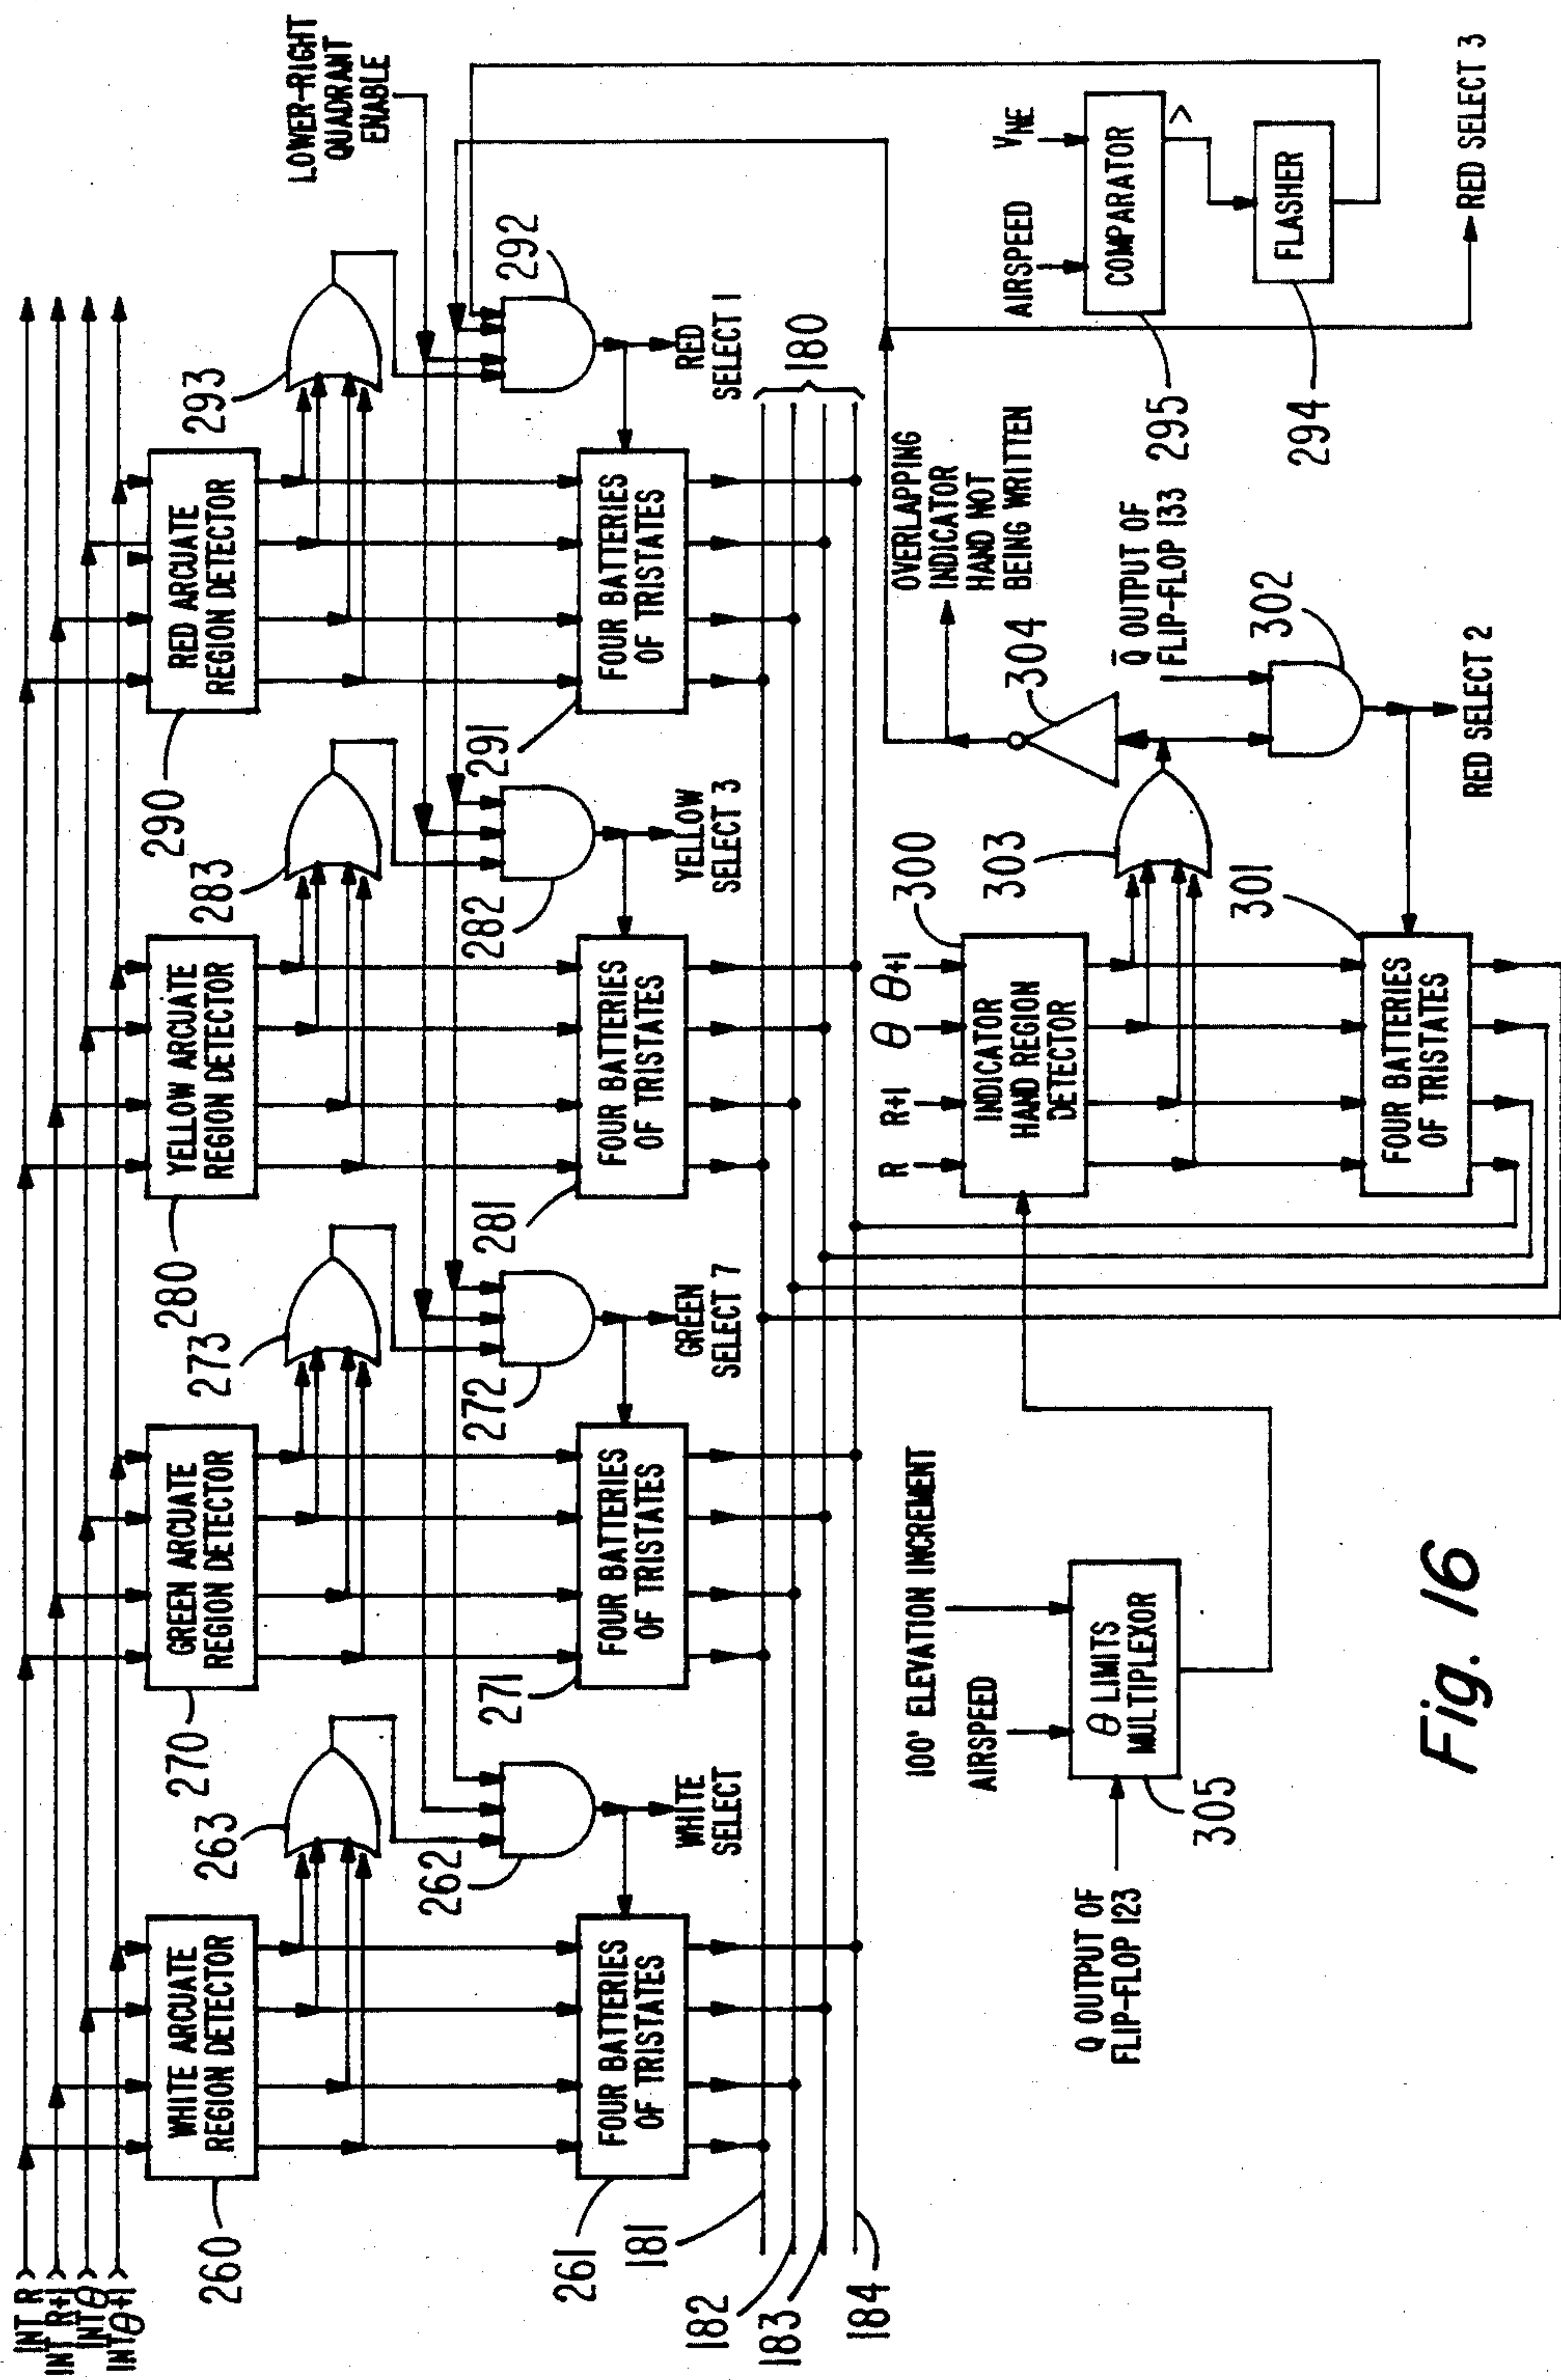 INT R
INT R+1
INT θ
INT θ+1
260
WHITE ARCUATE
REGION DETECTOR
263
270
GREEN ARCUATE
REGION DETECTOR
273
280
YELLOW ARCUATE
REGION DETECTOR
283
290
RED ARCUATE
REGION DETECTOR
293
LOWER-RIGHT
QUADRANT
ENABLE
262
272
282
292
261
FOUR BATTERIES
OF TRISTATES
WHITE
SELECT
271
FOUR BATTERIES
OF TRISTATES
GREEN
SELECT 7
281
FOUR BATTERIES
OF TRISTATES
YELLOW
SELECT 3
291
FOUR BATTERIES
OF TRISTATES
RED
SELECT 1
181
182
183
184
180
100' ELEVATION INCREMENT
AIRSPEED
Q OUTPUT OF
FLIP-FLOP 123
θ LIMITS
MULTIPLEXOR
305
R
R+1
θ
θ+1
300
INDICATOR
HAND REGION
DETECTOR
303
304
OVERLAPPING
INDICATOR
HAND NOT
BEING WRITTEN
301
FOUR BATTERIES
OF TRISTATES
Q̄ OUTPUT OF
FLIP-FLOP 133
302
RED SELECT 2
AIRSPEED
VNE
COMPARATOR
>
295
FLASHER
294
RED SELECT 3
Fig. 16